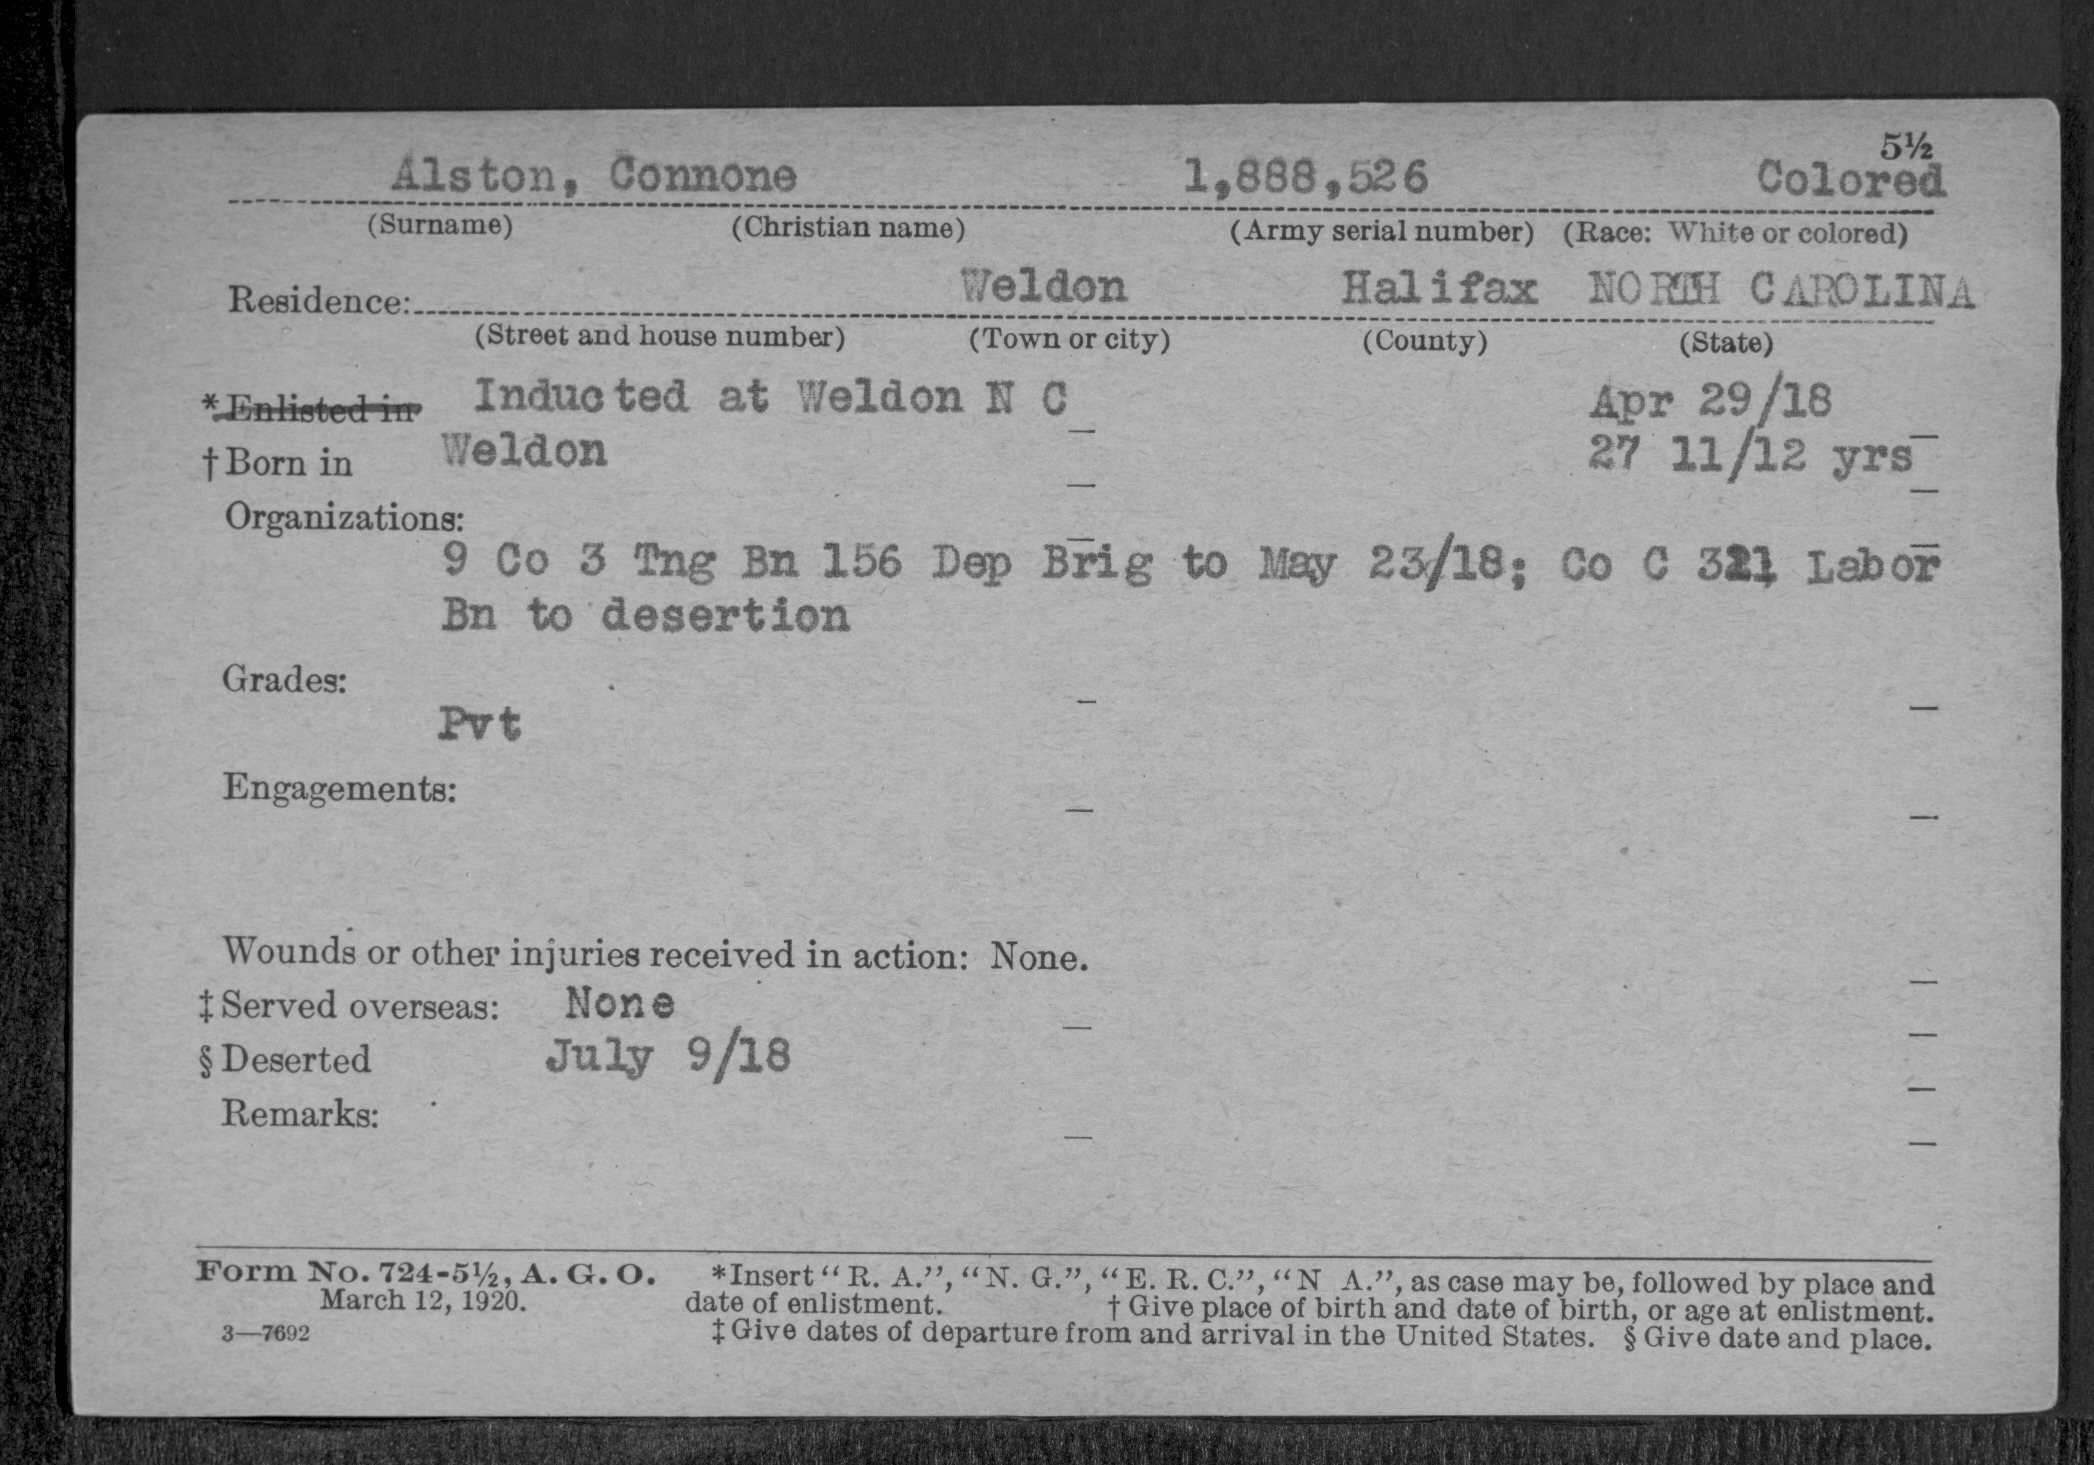 5½
Alston, Connone 1,888,526 Colored
(Surname) (Christian name) (Army serial number) (Race: White or colored)
Residence: Weldon Halifax NORTH CAROLINA
(Street and house number) (Town or city) (County) (State)
*Enlisted in Inducted at Weldon N C Apr 29/18
†Born in Weldon 27 11/12 yrs
Organizations:
9 Co 3 Tng Bn 156 Dep Brig to May 23/18; Co C 321 Labor
Bn to desertion
Grades:
Pvt
Engagements:
Wounds or other injuries received in action: None.
‡Served overseas: None
§Deserted July 9/18
Remarks:
Form No. 724-5½, A. G. O. *Insert "R. A.", "N. G.", "E. R. C.", "N A.", as case may be, followed by place and
March 12, 1920. date of enlistment. †Give place of birth and date of birth, or age at enlistment.
3—7692 ‡Give dates of departure from and arrival in the United States. §Give date and place.